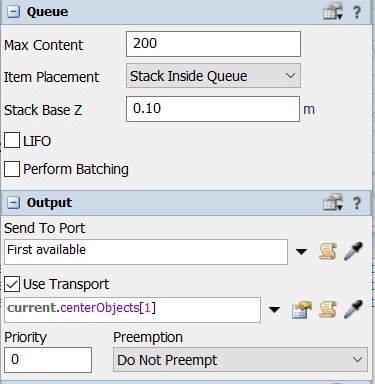 Queue ?
Max Content 200
Item Placement Stack Inside Queue
Stack Base Z 0.10 m
LIFO
Perform Batching
Output ?
Send To Port
First available
Use Transport
current.centerObjects[1]
Priority Preemption
0 Do Not Preempt